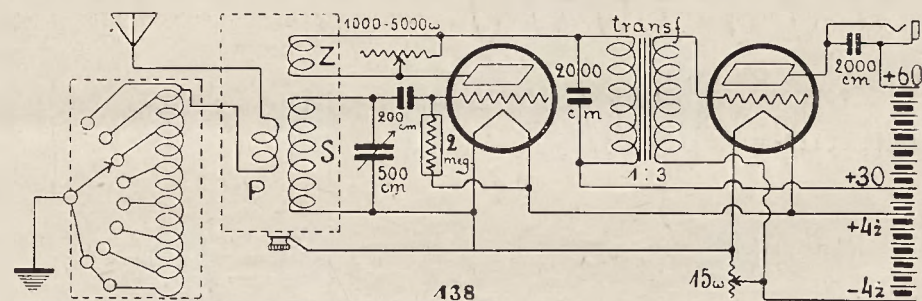 1000-5000ω
transf
Z
2000
cm
+60
2000
cm
200
cm
S
2
meg.
500
cm
P
1:3
+30
+4ż
15ω
-4ż
138